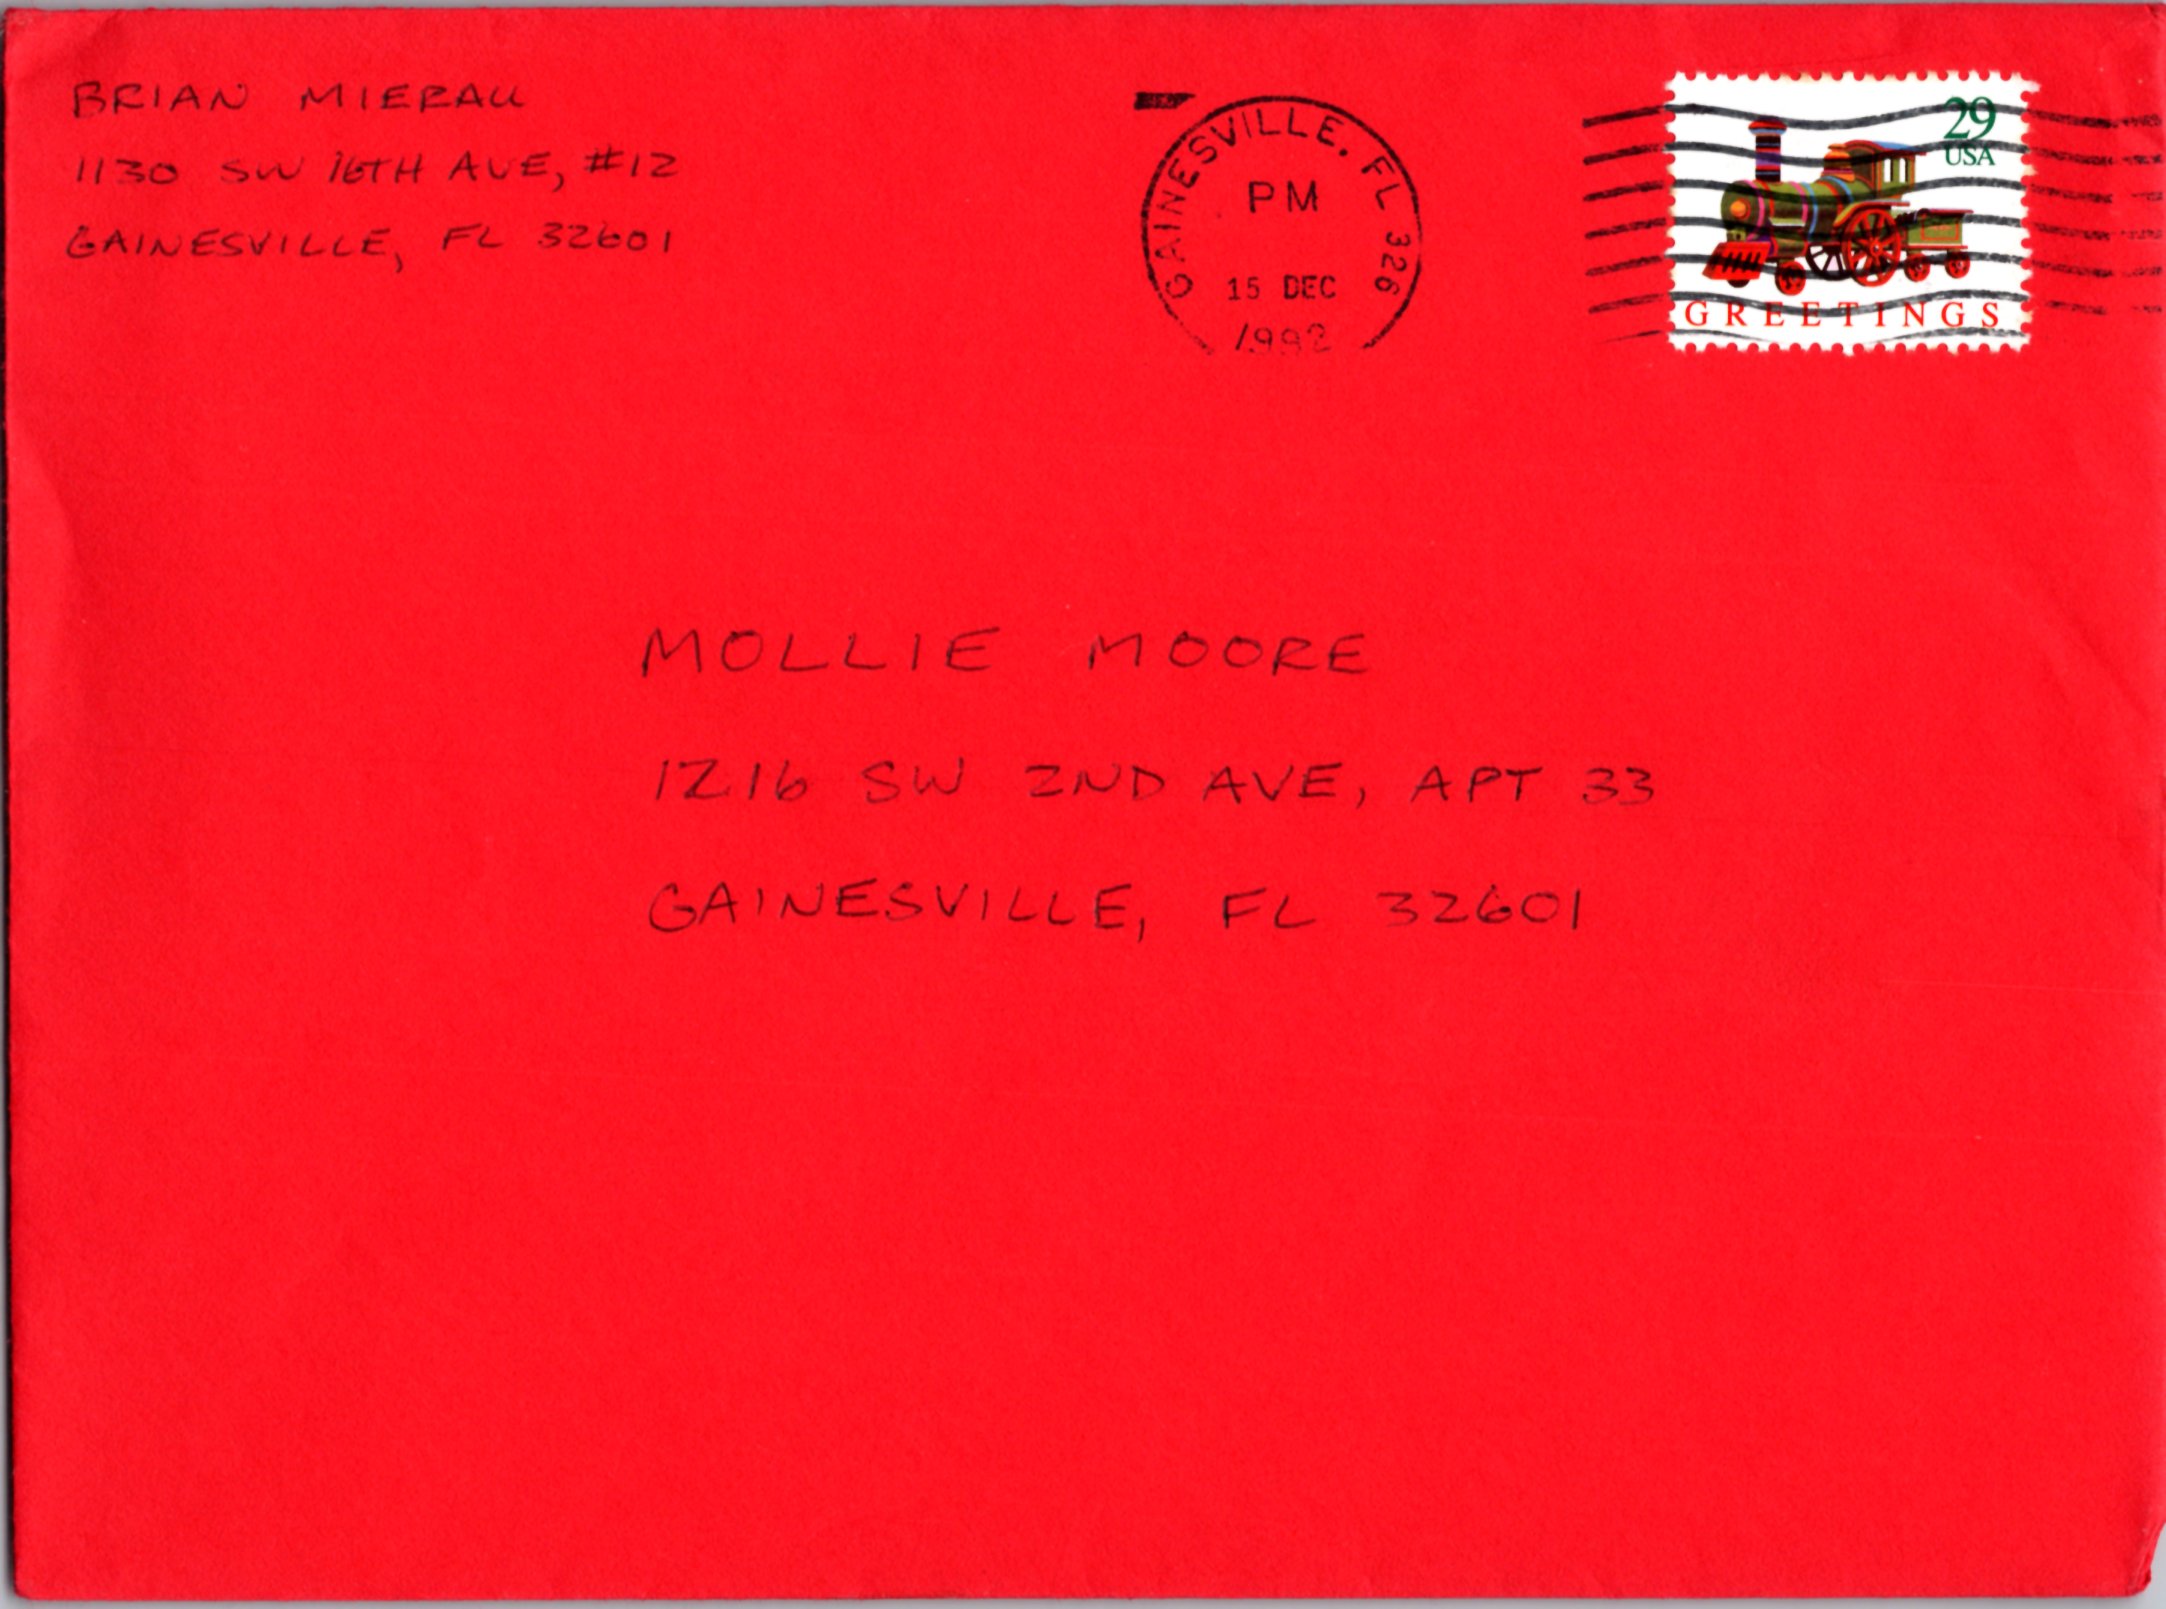 BRIAN MIERAU
1130 SW 16TH AVE, #12
GAINESVILLE, FL 32601
GAINESVILLE, FL 326
PM
15 DEC
1992
29
USA
GREETINGS
MOLLIE MOORE
1216 SW 2ND AVE, APT 33
GAINESVILLE, FL 32601